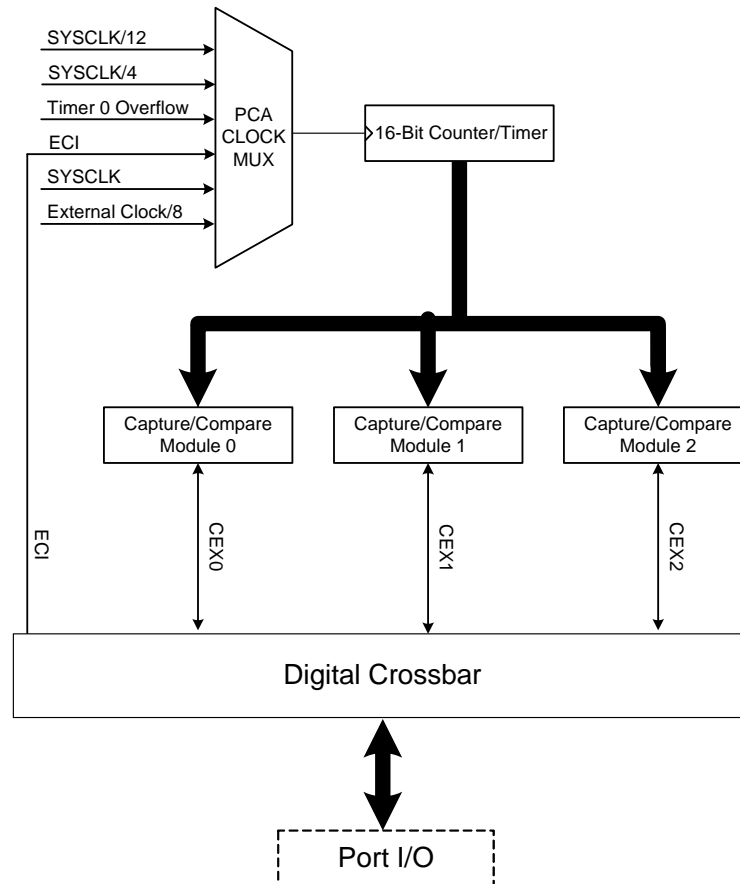 SYSCLK/12
SYSCLK/4
Timer 0 Overflow
ECI
SYSCLK
External Clock/8
PCA
CLOCK
MUX
16-Bit Counter/Timer
Capture/Compare
Module 0
Capture/Compare
Module 1
Capture/Compare
Module 2
ECI
CEX0
CEX1
CEX2
Digital Crossbar
Port I/O